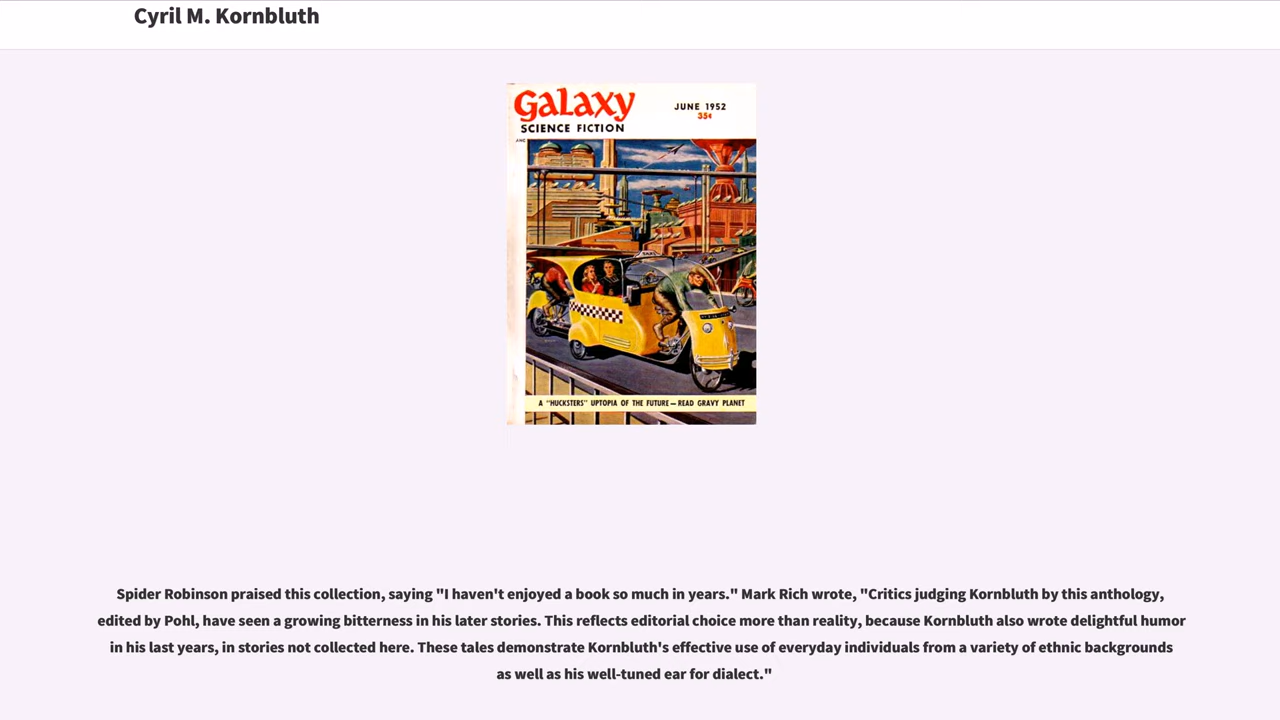 Cyril M. Kornbluth
Galaxy
SCIENCE FICTION
JUNE 1952
35¢
A "HUCKSTERS" UPTOPIA OF THE FUTURE — READ GRAVY PLANET
Spider Robinson praised this collection, saying "I haven't enjoyed a book so much in years." Mark Rich wrote, "Critics judging Kornbluth by this anthology,
edited by Pohl, have seen a growing bitterness in his later stories. This reflects editorial choice more than reality, because Kornbluth also wrote delightful humor
in his last years, in stories not collected here. These tales demonstrate Kornbluth's effective use of everyday individuals from a variety of ethnic backgrounds
as well as his well-tuned ear for dialect."